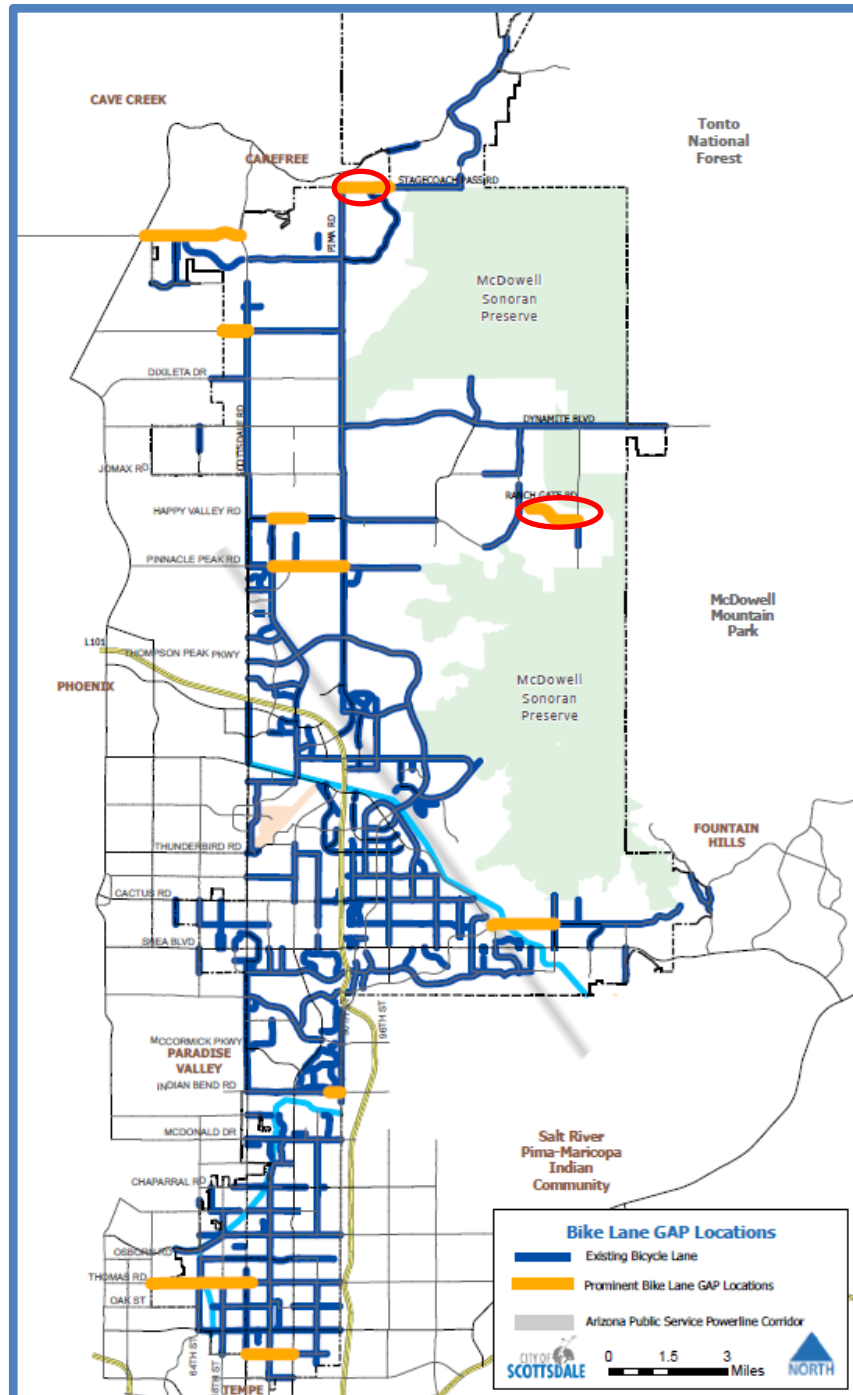 CAVE CREEK
Tonto
National
Forest
CAREFREE
STAGECOACH PASS RD
PIMA RD
McDowell
Sonoran
Preserve
DIXILETA DR
SCOTTSDALE RD
DYNAMITE BLVD
JOMAX RD
RANCH GATE RD
HAPPY VALLEY RD
PINNACLE PEAK RD
McDowell
Mountain
Park
L101
THOMPSON PEAK PKWY
PHOENIX
McDowell
Sonoran
Preserve
FOUNTAIN
HILLS
THUNDERBIRD RD
CACTUS RD
SHEA BLVD
96TH ST
MCCORMICK PKWY
PARADISE
VALLEY
INDIAN BEND RD
MCDONALD DR
Salt River
Pima-Maricopa
Indian
Community
CHAPARRAL RD
OSBORN RD
THOMAS RD
OAK ST
64TH ST
68TH ST
TEMPE
Bike Lane GAP Locations
Existing Bicycle Lane
Prominent Bike Lane GAP Locations
Arizona Public Service Powerline Corridor
CITY OF
SCOTTSDALE
0 1.5 3
Miles
NORTH